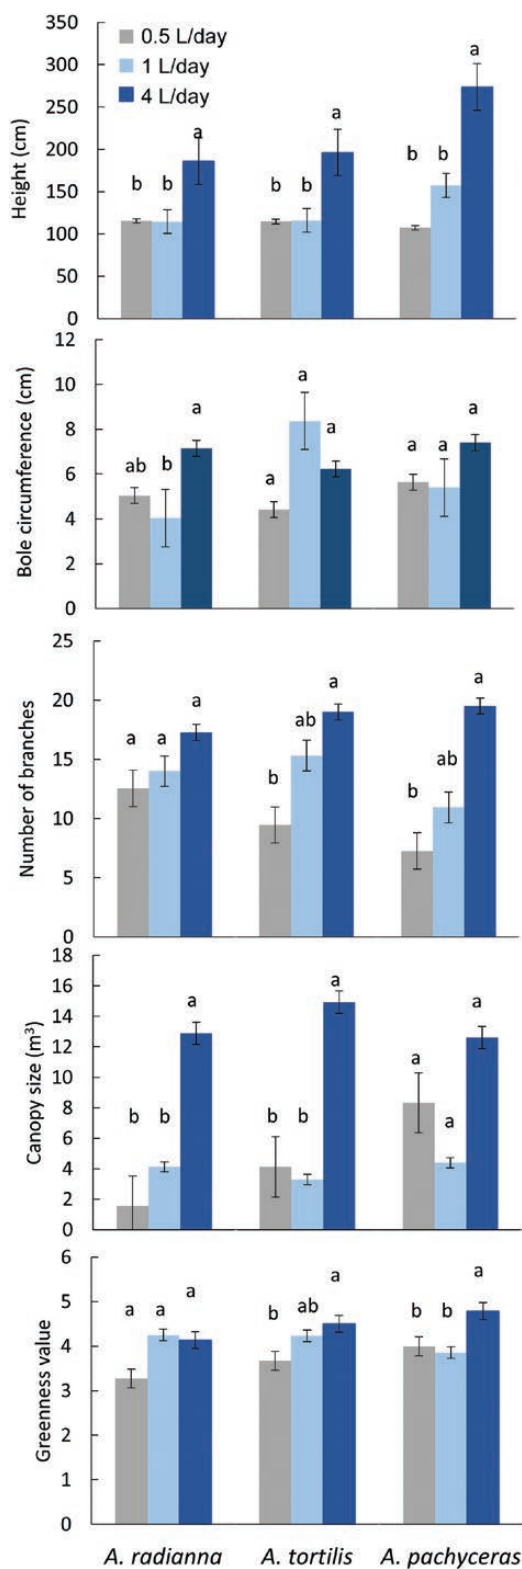 350
300
250
200
150
100
50
0
Height (cm)
0.5 L/day
1 L/day
4 L/day
b b a
b b a
b b a
12
10
8
6
4
2
0
Bole circumference (cm)
ab b a
a a a
a a a
25
20
15
10
5
0
Number of branches
a a a
b ab a
b ab a
18
16
14
12
10
8
6
4
2
0
Canopy size (m³)
b b a
b b a
a a a
6
5
4
3
2
1
0
Greenness value
a a a
b ab a
b b a
A. radianna A. tortilis A. pachyceras